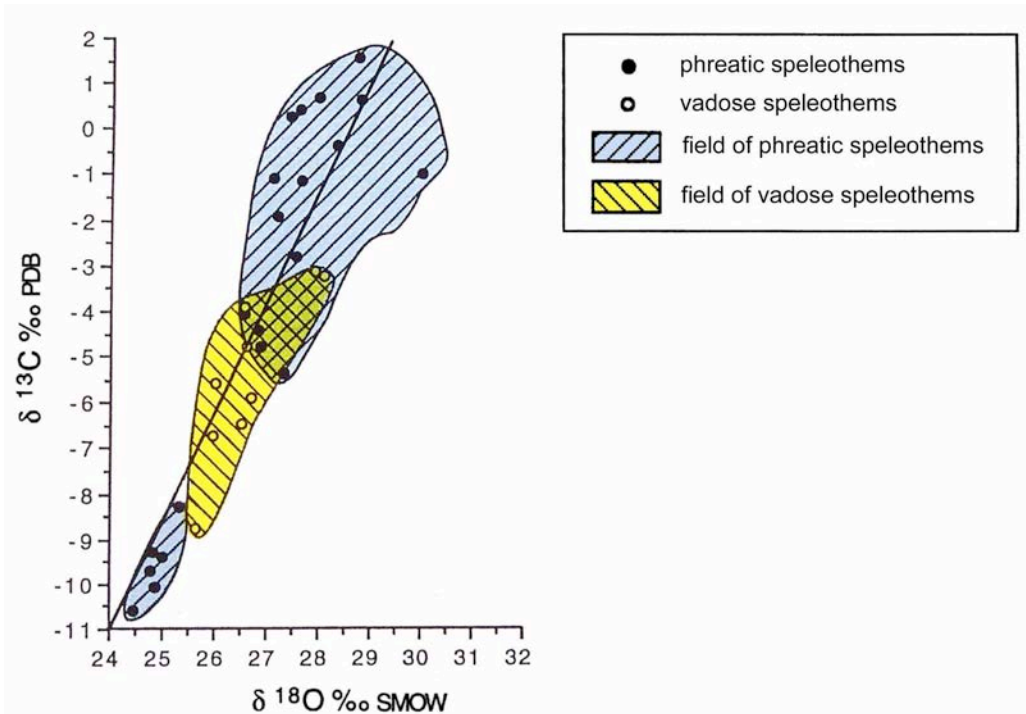 2
1
0
-1
-2
-3
-4
-5
-6
-7
-8
-9
-10
-11
δ 13C ‰ PDB
24 25 26 27 28 29 30 31 32
δ 18O ‰ SMOW
phreatic speleothems
vadose speleothems
field of phreatic speleothems
field of vadose speleothems